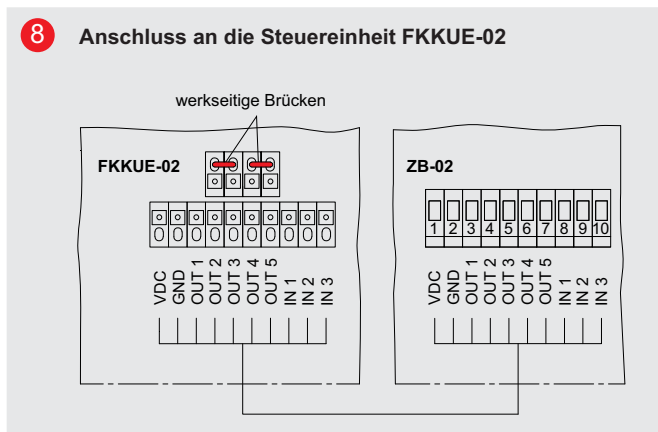 8 Anschluss an die Steuereinheit FKKUE-02
werkseitige Brücken
FKKUE-02
VDC
GND
OUT 1
OUT 2
OUT 3
OUT 4
OUT 5
IN 1
IN 2
IN 3
ZB-02
1 2 3 4 5 6 7 8 9 10
VDC
GND
OUT 1
OUT 2
OUT 3
OUT 4
OUT 5
IN 1
IN 2
IN 3